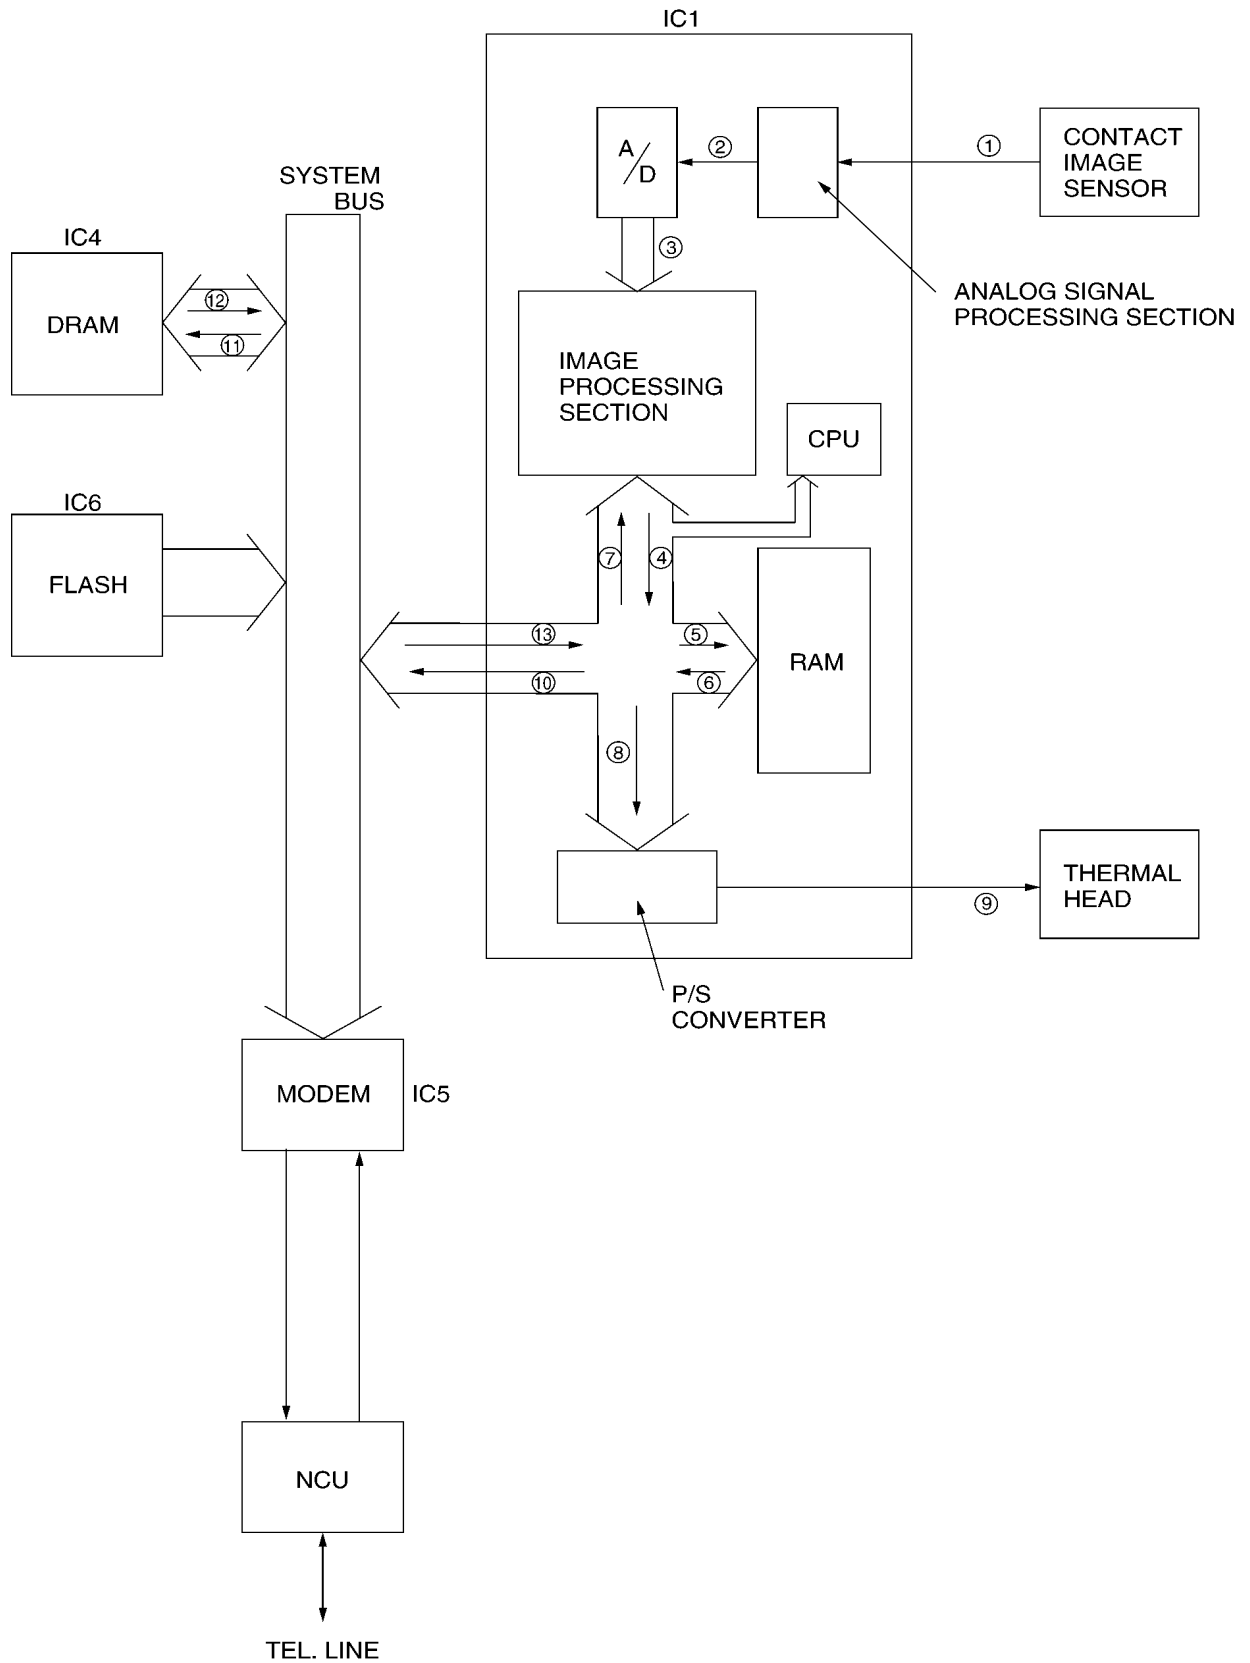 IC1
A/D
②
①
CONTACT
IMAGE
SENSOR
SYSTEM
BUS
③
IC4
DRAM
⑫
⑪
ANALOG SIGNAL
PROCESSING SECTION
IMAGE
PROCESSING
SECTION
CPU
IC6
FLASH
⑦
④
⑬
⑤
RAM
⑩
⑥
⑧
THERMAL
HEAD
⑨
P/S
CONVERTER
MODEM
IC5
NCU
TEL. LINE